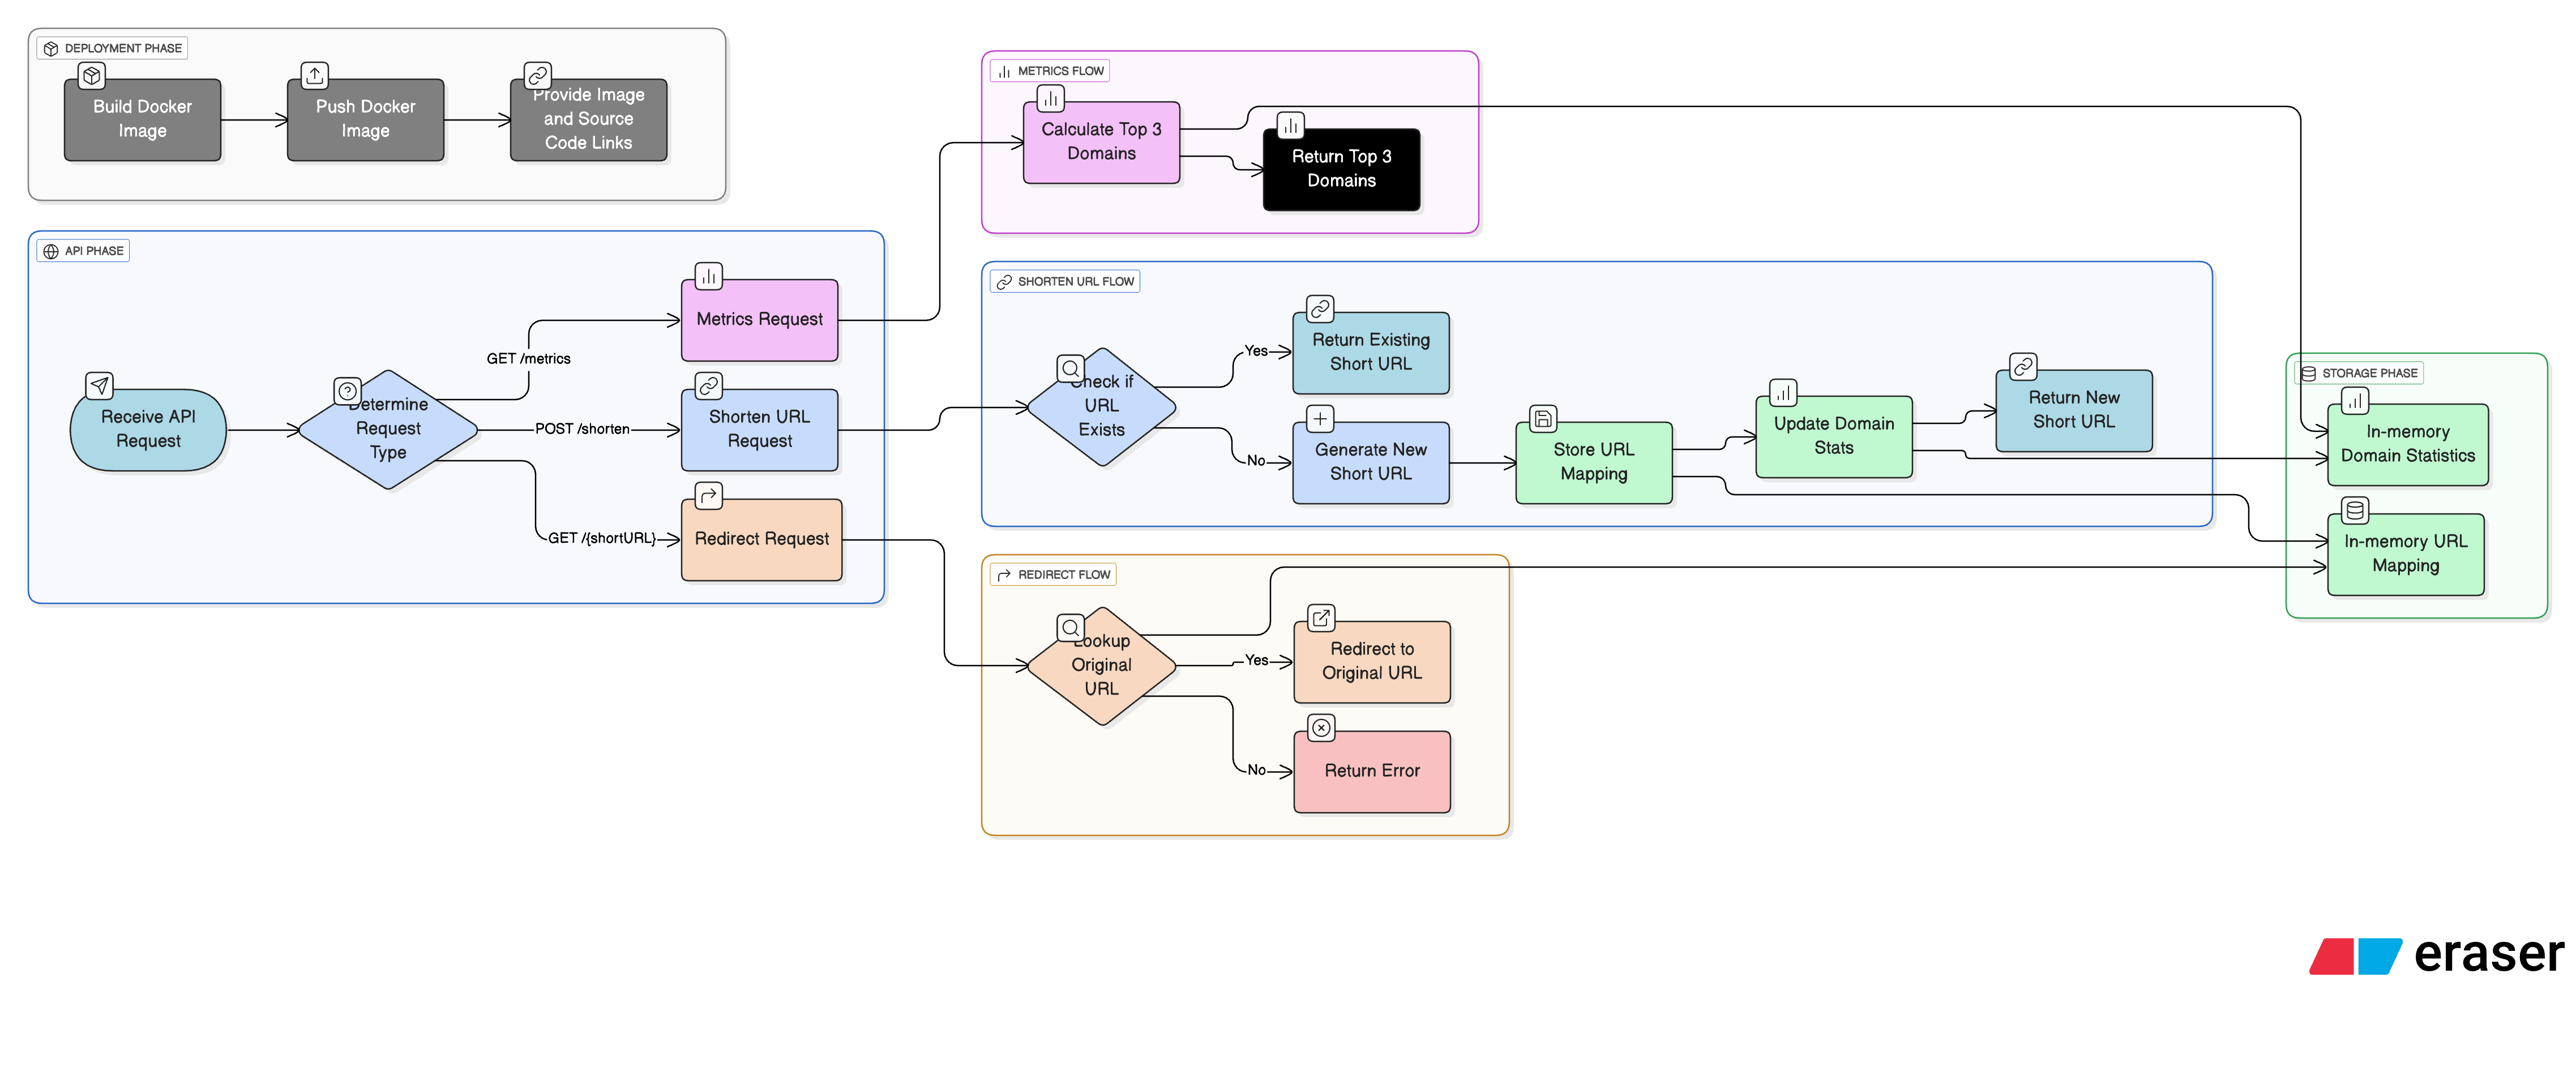 DEPLOYMENT PHASE
Build Docker
Image
Push Docker
Image
Provide Image
and Source
Code Links
METRICS FLOW
Calculate Top 3
Domains
Return Top 3
Domains
API PHASE
Receive API
Request
Determine
Request
Type
GET /metrics
POST /shorten
GET /{shortURL}
Metrics Request
Shorten URL
Request
Redirect Request
SHORTEN URL FLOW
Check if
URL
Exists
Yes
No
Return Existing
Short URL
Generate New
Short URL
Store URL
Mapping
Update Domain
Stats
Return New
Short URL
STORAGE PHASE
In-memory
Domain Statistics
In-memory URL
Mapping
REDIRECT FLOW
Lookup
Original
URL
Yes
No
Redirect to
Original URL
Return Error
eraser